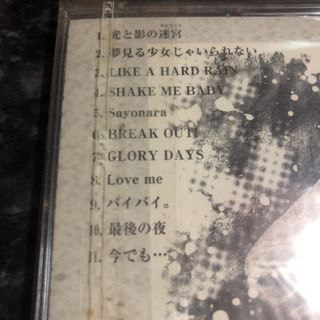 1. 光と影の迷宮
2. 夢見る少女じゃいられない
3. LIKE A HARD RAIN
4. SHAKE ME BABY
5. Sayonara
6. BREAK OUT!
7. GLORY DAYS
8. Love me
9. バイバイ。
10. 最後の夜
11. 今でも…